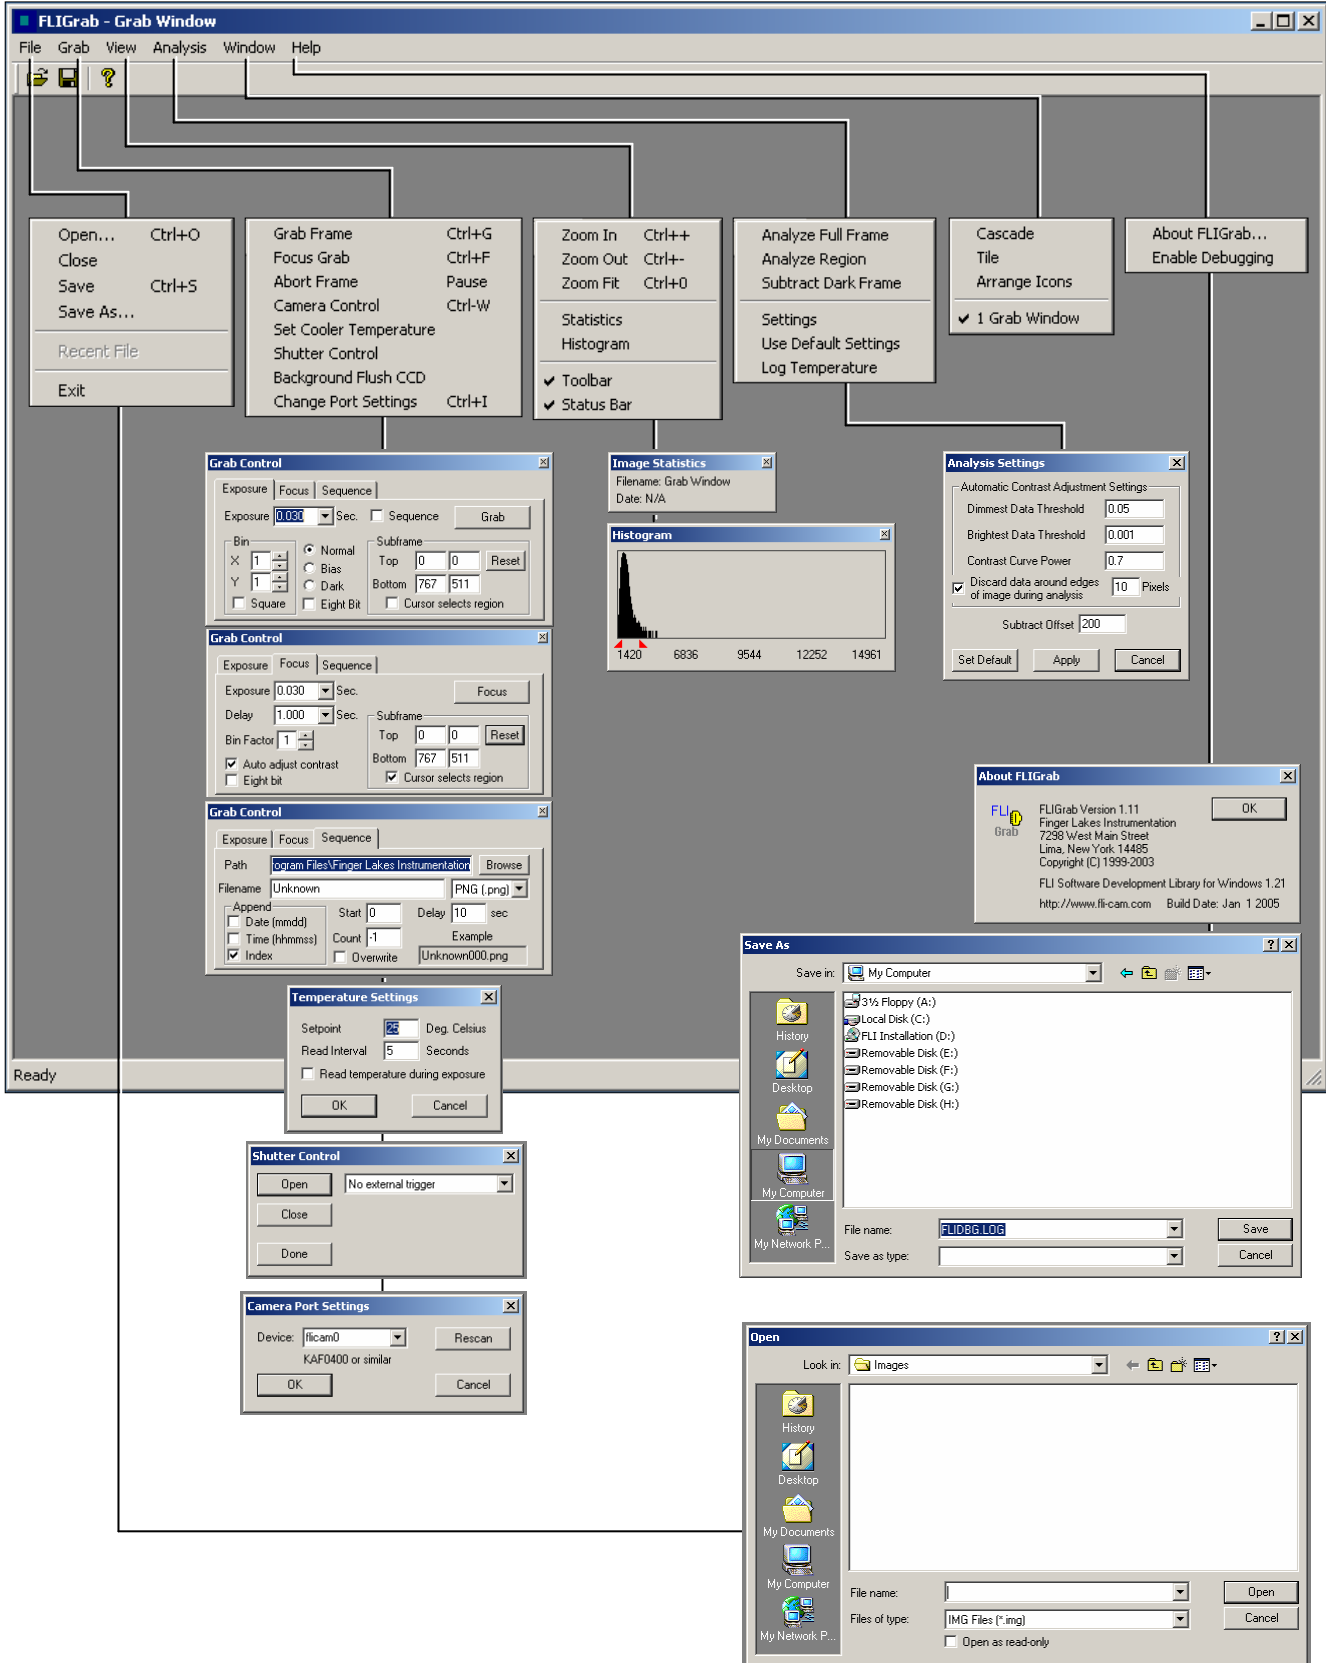 FLIGrab - Grab Window
File Grab View Analysis Window Help
Open... Ctrl+O
Close
Save Ctrl+S
Save As...
Recent File
Exit
Grab Frame Ctrl+G
Focus Grab Ctrl+F
Abort Frame Pause
Camera Control Ctrl-W
Set Cooler Temperature
Shutter Control
Background Flush CCD
Change Port Settings Ctrl+I
Zoom In Ctrl++
Zoom Out Ctrl+-
Zoom Fit Ctrl+0
Statistics
Histogram
Toolbar
Status Bar
Analyze Full Frame
Analyze Region
Subtract Dark Frame
Settings
Use Default Settings
Log Temperature
Cascade
Tile
Arrange Icons
1 Grab Window
About FLIGrab...
Enable Debugging
Grab Control
Exposure Focus Sequence
Exposure 0.030 Sec. Sequence Grab
Bin
X 1
Y 1
Square
Normal
Bias
Dark
Eight Bit
Subframe
Top 0 0 Reset
Bottom 767 511
Cursor selects region
Grab Control
Exposure Focus Sequence
Exposure 0.030 Sec. Focus
Delay 1.000 Sec.
Bin Factor 1
Auto adjust contrast
Eight bit
Subframe
Top 0 0 Reset
Bottom 767 511
Cursor selects region
Grab Control
Exposure Focus Sequence
Path rogram Files\Finger Lakes Instrumentation Browse
Filename Unknown PNG (.png)
Append
Date (mmdd)
Time (hhmmss)
Index
Start 0 Delay 10 sec
Count -1 Example
Overwrite Unknown000.png
Temperature Settings
Setpoint 25 Deg. Celsius
Read Interval 5 Seconds
Read temperature during exposure
OK Cancel
Shutter Control
Open No external trigger
Close
Done
Camera Port Settings
Device: flicam0 Rescan
KAF0400 or similar
OK Cancel
Image Statistics
Filename: Grab Window
Date: N/A
Histogram
1420 6836 9544 12252 14961
Analysis Settings
Automatic Contrast Adjustment Settings
Dimmest Data Threshold 0.05
Brightest Data Threshold 0.001
Contrast Curve Power 0.7
Discard data around edges
of image during analysis 10 Pixels
Subtract Offset 200
Set Default Apply Cancel
About FLIGrab
FLI
Grab
FLIGrab Version 1.11 OK
Finger Lakes Instrumentation
7298 West Main Street
Lima, New York 14485
Copyright (C) 1999-2003
FLI Software Development Library for Windows 1.21
http://www.fli-cam.com Build Date: Jan 1 2005
Save As
Save in: My Computer
History
Desktop
My Documents
My Computer
My Network P...
3½ Floppy (A:)
Local Disk (C:)
FLI Installation (D:)
Removable Disk (E:)
Removable Disk (F:)
Removable Disk (G:)
Removable Disk (H:)
File name: FLIDBG.LOG Save
Save as type: Cancel
Ready
Open
Look in: Images
History
Desktop
My Documents
My Computer
My Network P...
File name: Open
Files of type: IMG Files (*.img) Cancel
Open as read-only